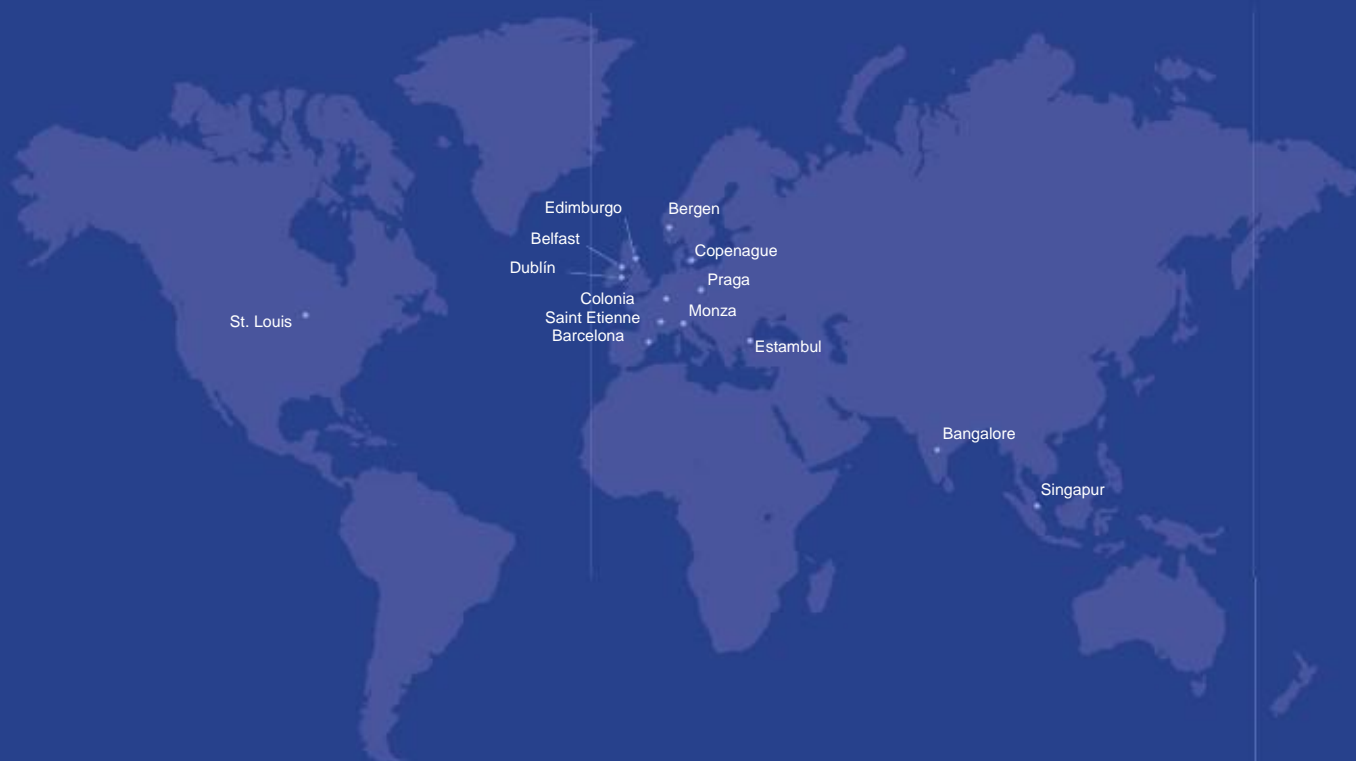 Edimburgo
Bergen
Belfast
Copenague
Dublín
Praga
Colonia
Monza
Saint Etienne
St. Louis
Barcelona
Estambul
Bangalore
Singapur